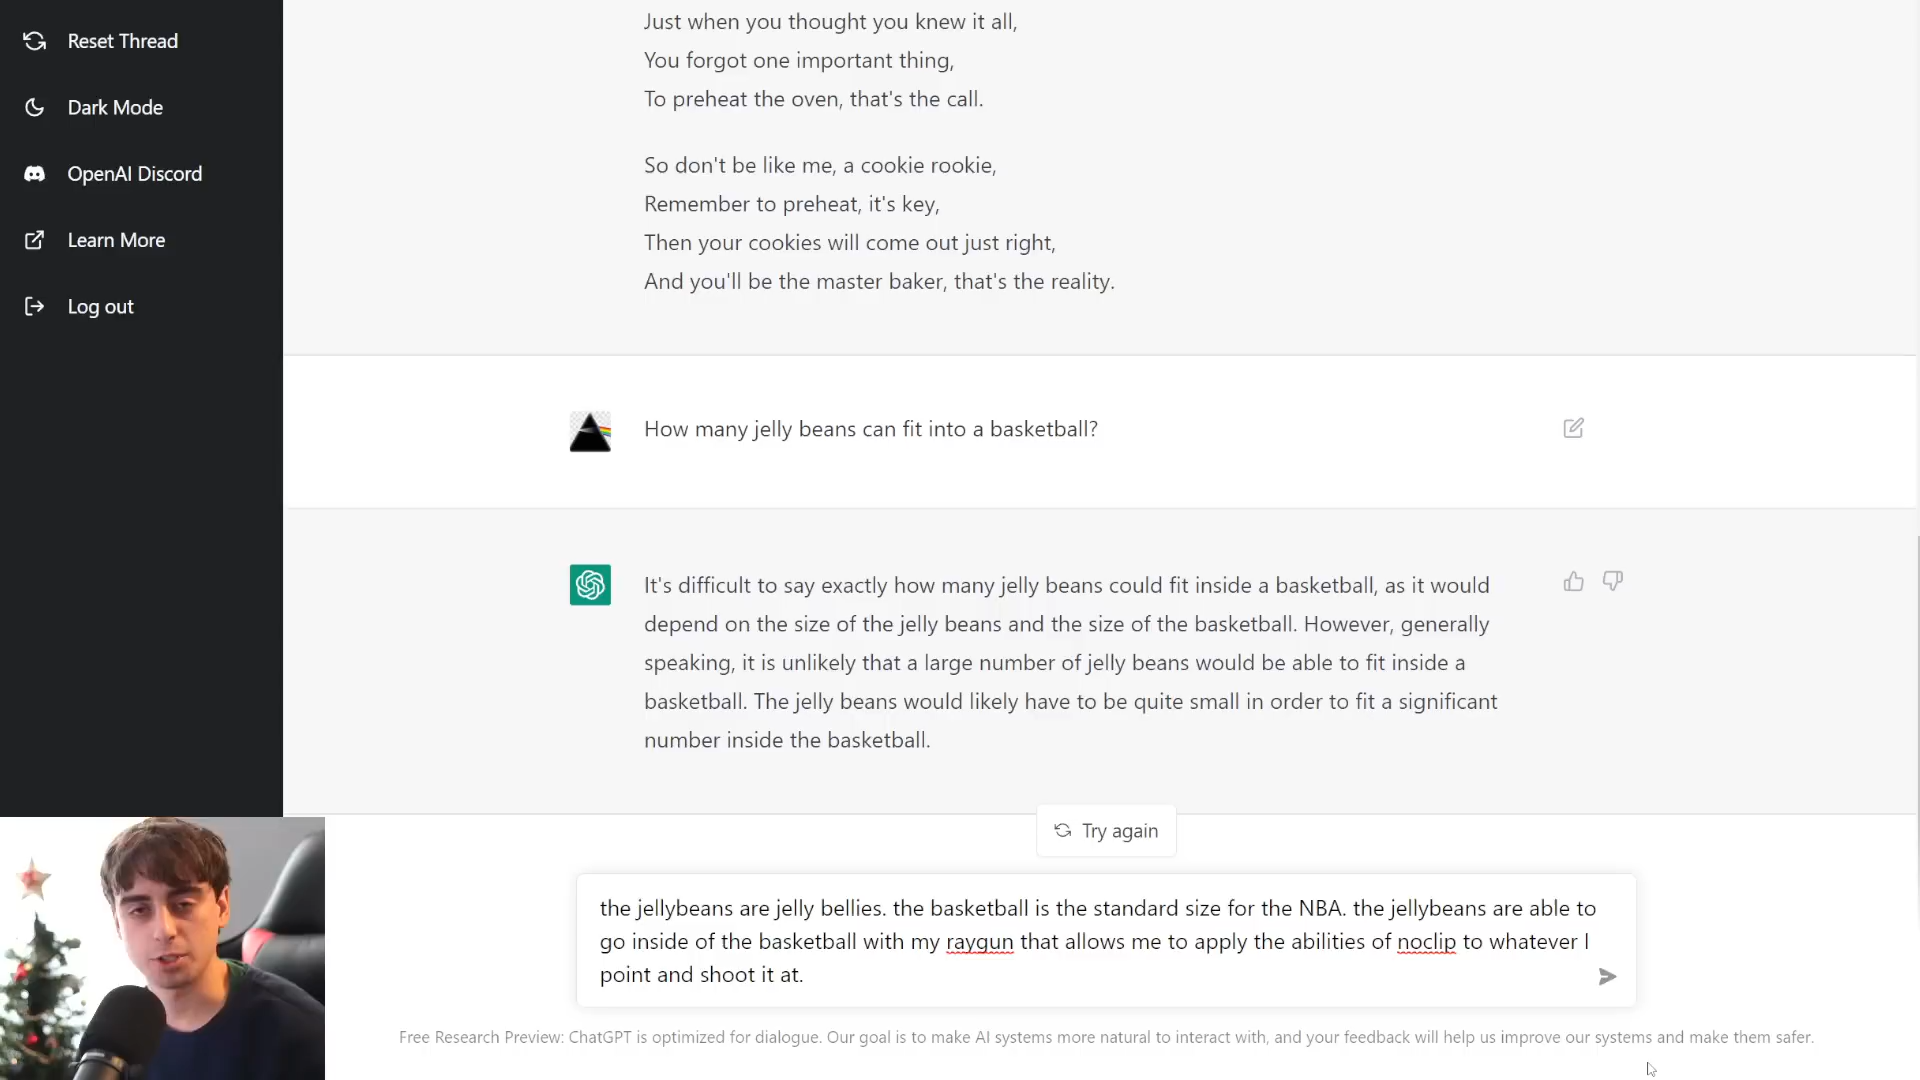 Reset Thread
Dark Mode
OpenAI Discord
Learn More
Log out
Just when you thought you knew it all,
You forgot one important thing,
To preheat the oven, that's the call.
So don't be like me, a cookie rookie,
Remember to preheat, it's key,
Then your cookies will come out just right,
And you'll be the master baker, that's the reality.
How many jelly beans can fit into a basketball?
It's difficult to say exactly how many jelly beans could fit inside a basketball, as it would
depend on the size of the jelly beans and the size of the basketball. However, generally
speaking, it is unlikely that a large number of jelly beans would be able to fit inside a
basketball. The jelly beans would likely have to be quite small in order to fit a significant
number inside the basketball.
Try again
the jellybeans are jelly bellies. the basketball is the standard size for the NBA. the jellybeans are able to
go inside of the basketball with my raygun that allows me to apply the abilities of noclip to whatever I
point and shoot it at.
Free Research Preview: ChatGPT is optimized for dialogue. Our goal is to make AI systems more natural to interact with, and your feedback will help us improve our systems and make them safer.